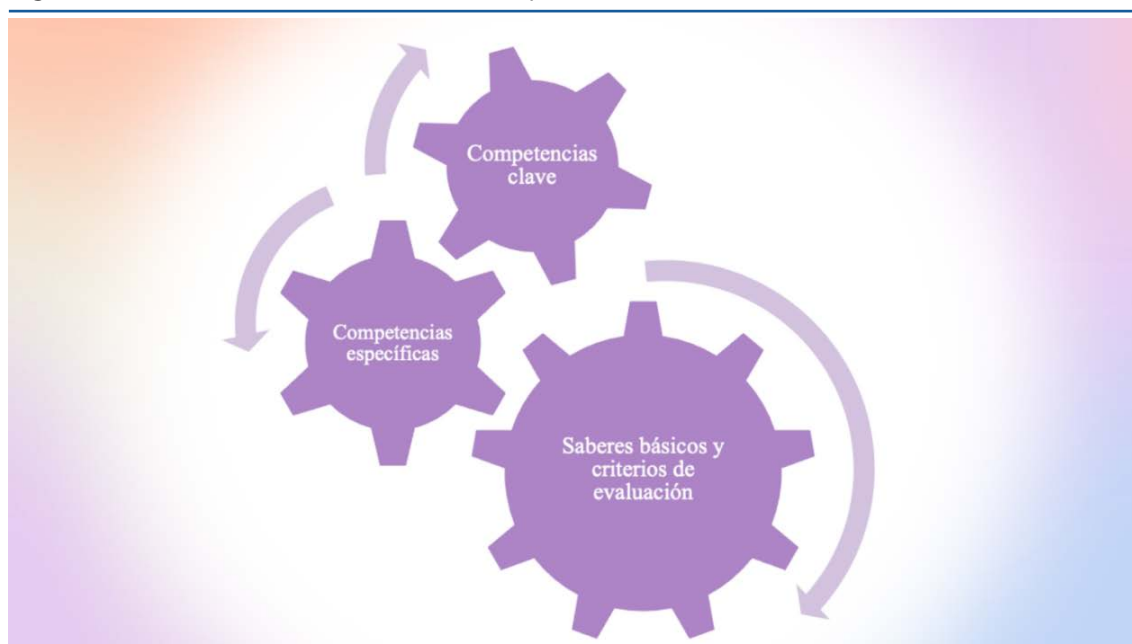 Competencias
clave
Competencias
específicas
Saberes básicos y
criterios de
evaluación